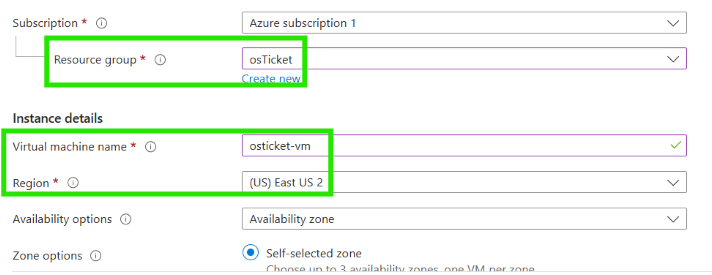 Subscription * Azure subscription 1
Resource group * osTicket
Create new
Instance details
Virtual machine name * osticket-vm
Region * (US) East US 2
Availability options Availability zone
Zone options Self-selected zone
Choose up to 3 availability zones, one VM per zone